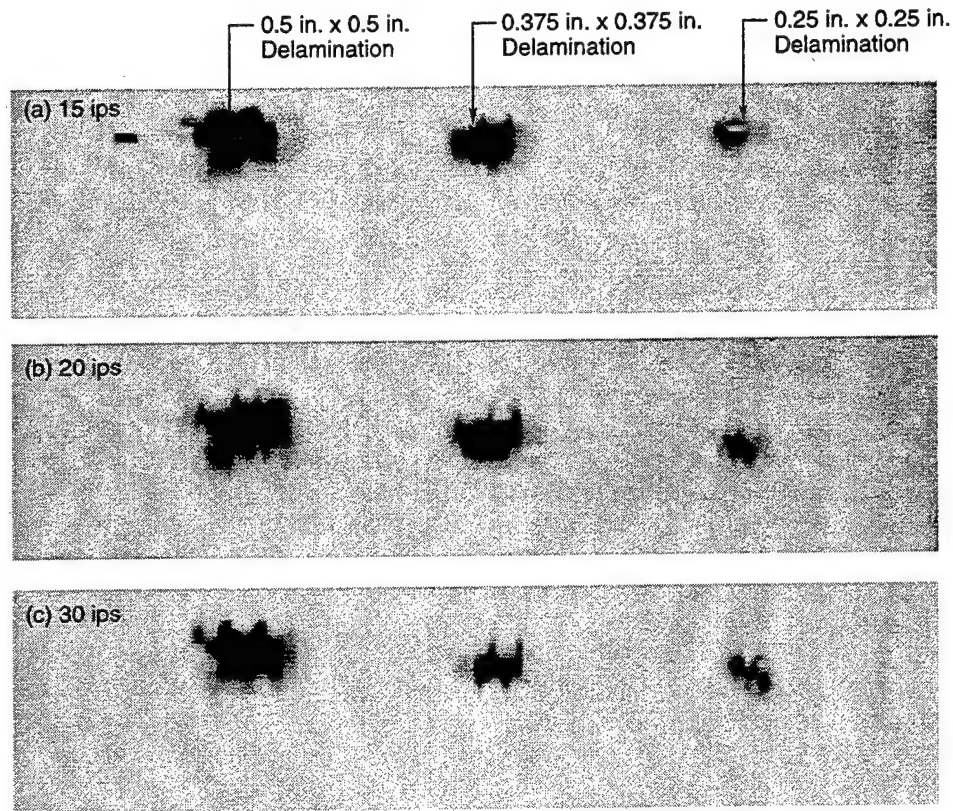 0.5 in. x 0.5 in.
Delamination
0.375 in. x 0.375 in.
Delamination
0.25 in. x 0.25 in.
Delamination
(a) 15 ips
(b) 20 ips
(c) 30 ips